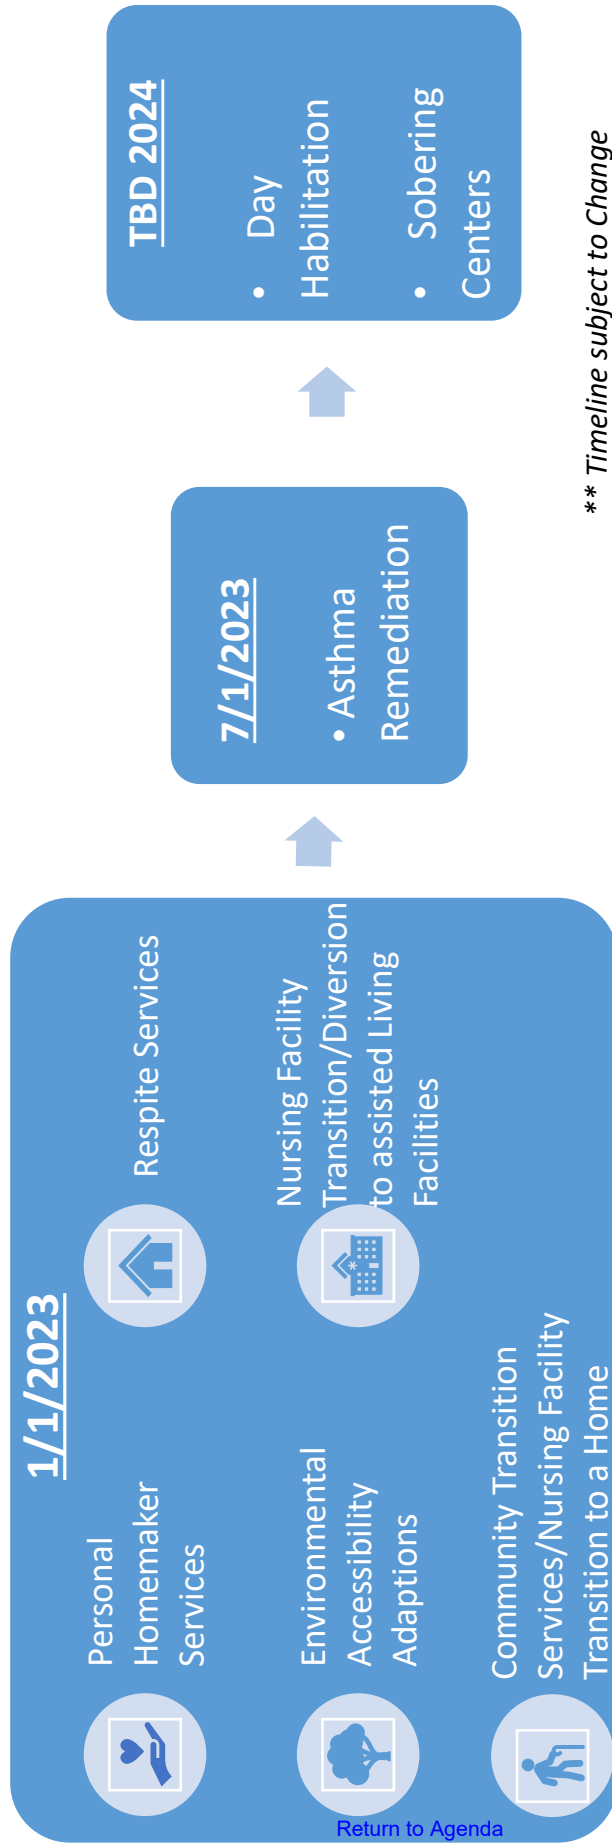 1/1/2023
Personal
Homemaker
Services
Respite Services
Environmental
Accessibility
Adaptions
Nursing Facility
Transition/Diversion
to assisted Living
Facilities
Community Transition
Services/Nursing Facility
Transition to a Home
7/1/2023
• Asthma
Remediation
TBD 2024
• Day
Habilitation
• Sobering
Centers
** Timeline subject to Change
Return to Agenda